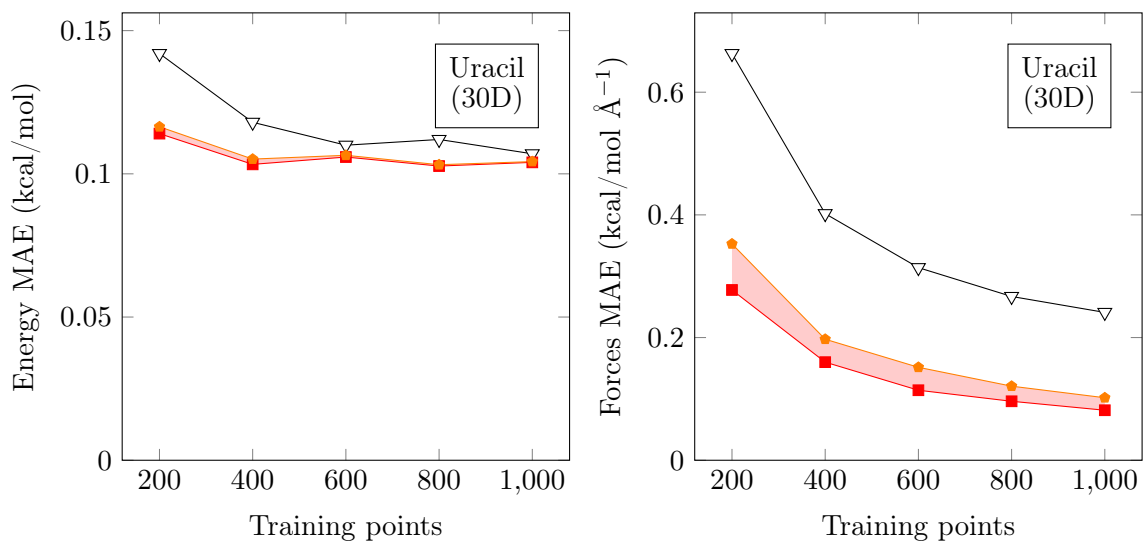 Energy MAE (kcal/mol)
0.15
0.1
0.05
0
Uracil
(30D)
200 400 600 800 1,000
Training points
Forces MAE (kcal/mol Å⁻¹)
0.6
0.4
0.2
0
Uracil
(30D)
200 400 600 800 1,000
Training points